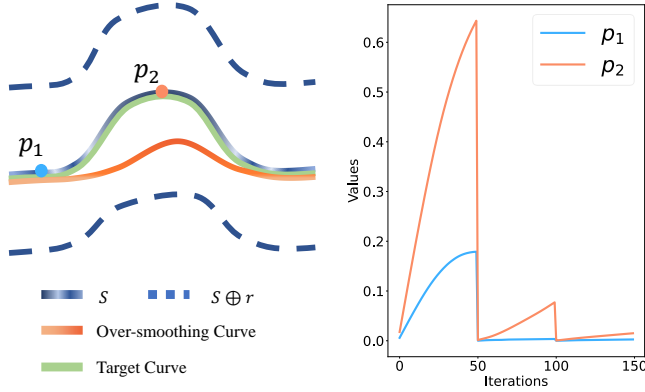 p₂
p₁
S
S ⊕ r
Over-smoothing Curve
Target Curve
p₁
p₂
Values
0.6
0.5
0.4
0.3
0.2
0.1
0.0
0 50 100 150
Iterations